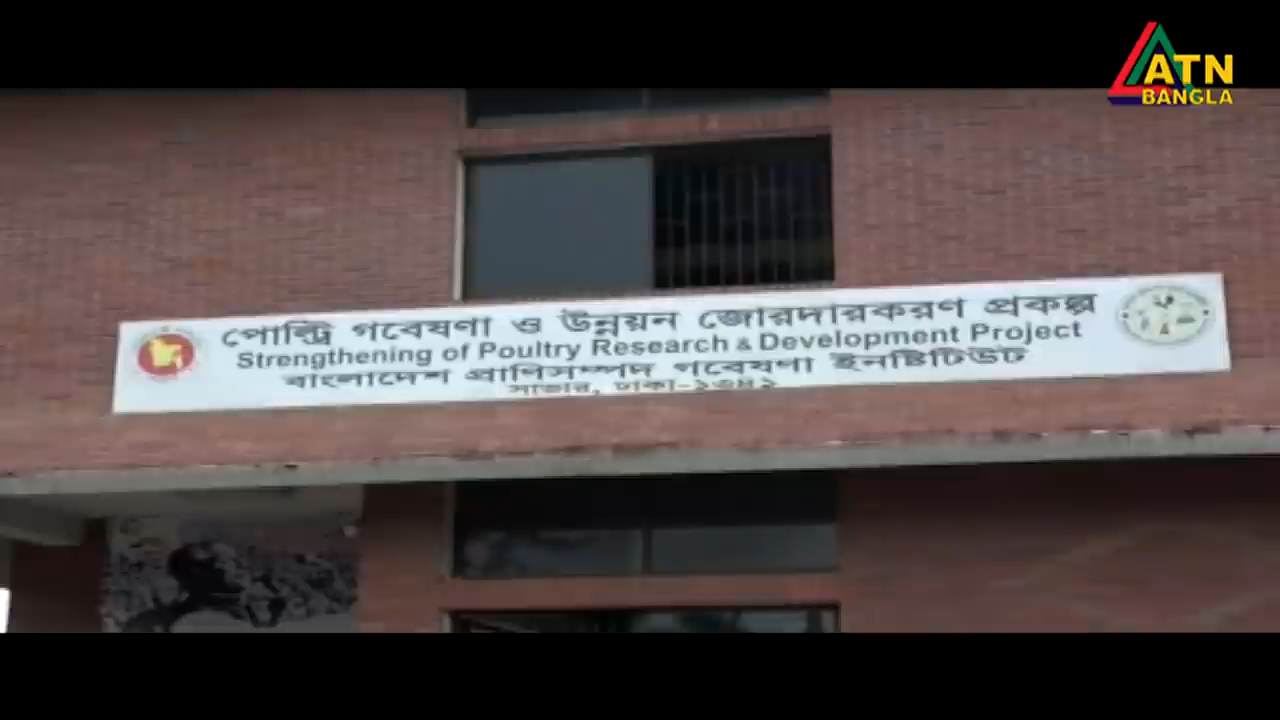 ATN
BANGLA
পোল্ট্রি গবেষণা ও উন্নয়ন জোরদারকরণ প্রকল্প
Strengthening of Poultry Research & Development Project
বাংলাদেশ প্রাণিসম্পদ গবেষণা ইনষ্টিটিউট
সাভার, ঢাকা-১৩৪১